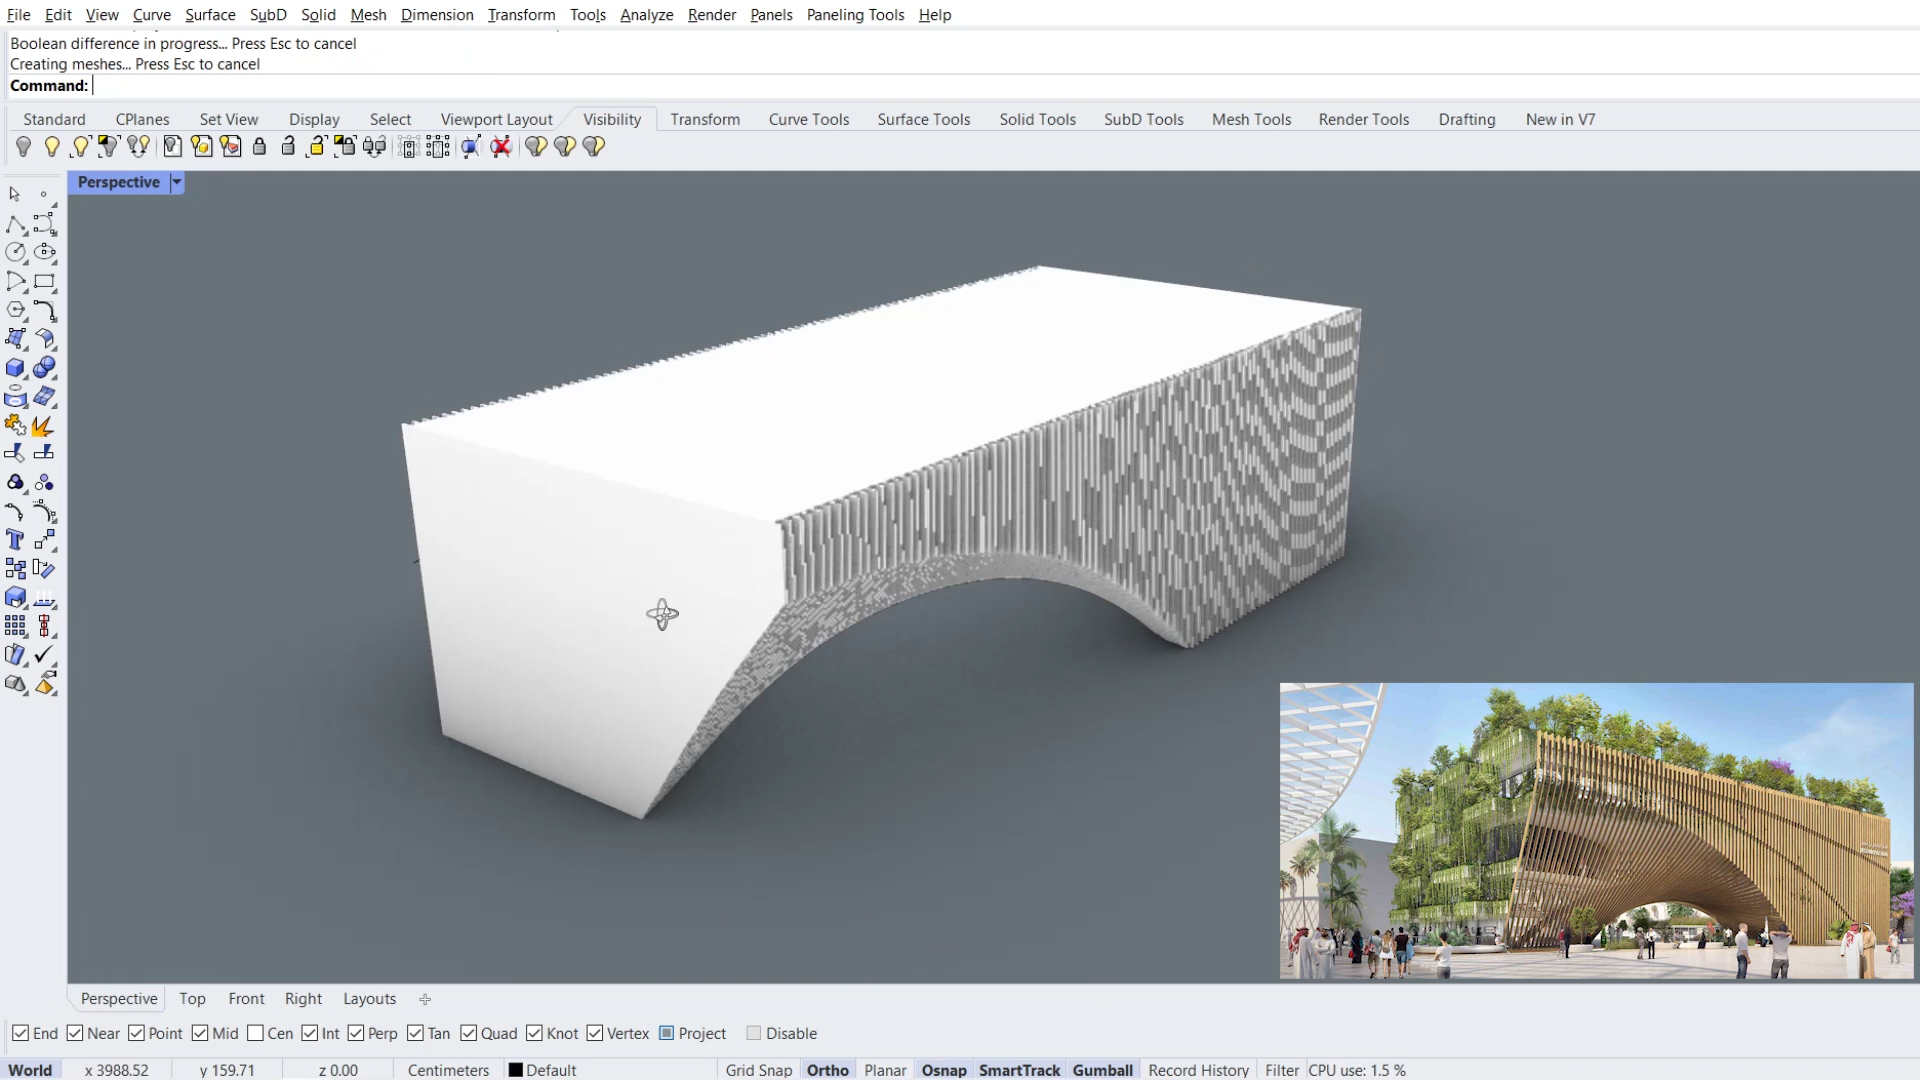 File Edit View Curve Surface SubD Solid Mesh Dimension Transform Tools Analyze Render Panels Paneling Tools Help
Boolean difference in progress... Press Esc to cancel
Creating meshes... Press Esc to cancel
Command:
Standard CPlanes Set View Display Select Viewport Layout Visibility Transform Curve Tools Surface Tools Solid Tools SubD Tools Mesh Tools Render Tools Drafting New in V7
Perspective
Perspective Top Front Right Layouts
End Near Point Mid Cen Int Perp Tan Quad Knot Vertex Project Disable
World x 3988.52 y 159.71 z 0.00 Centimeters Default Grid Snap Ortho Planar Osnap SmartTrack Gumball Record History Filter CPU use: 1.5 %